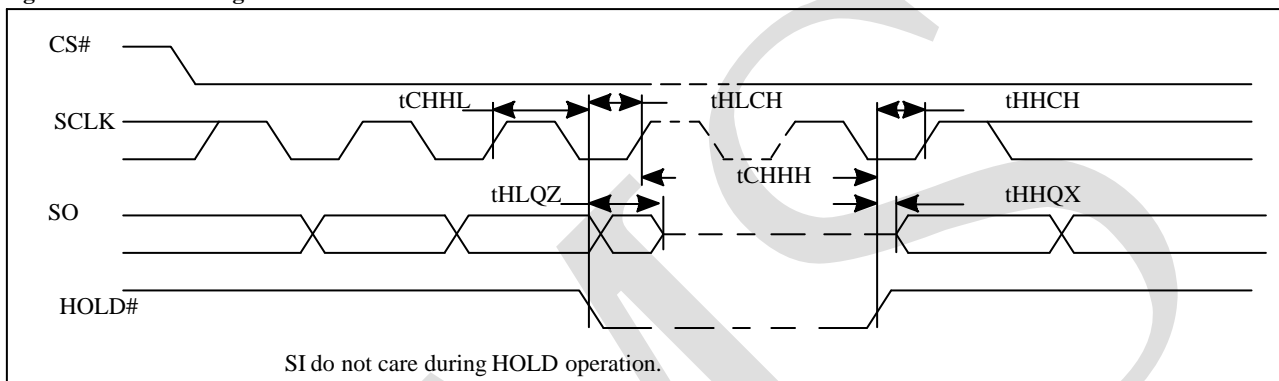 CS#
tCHHL
tHLCH
tHHCH
SCLK
tCHHH
tHLQZ
tHHQX
SO
HOLD#
SI do not care during HOLD operation.